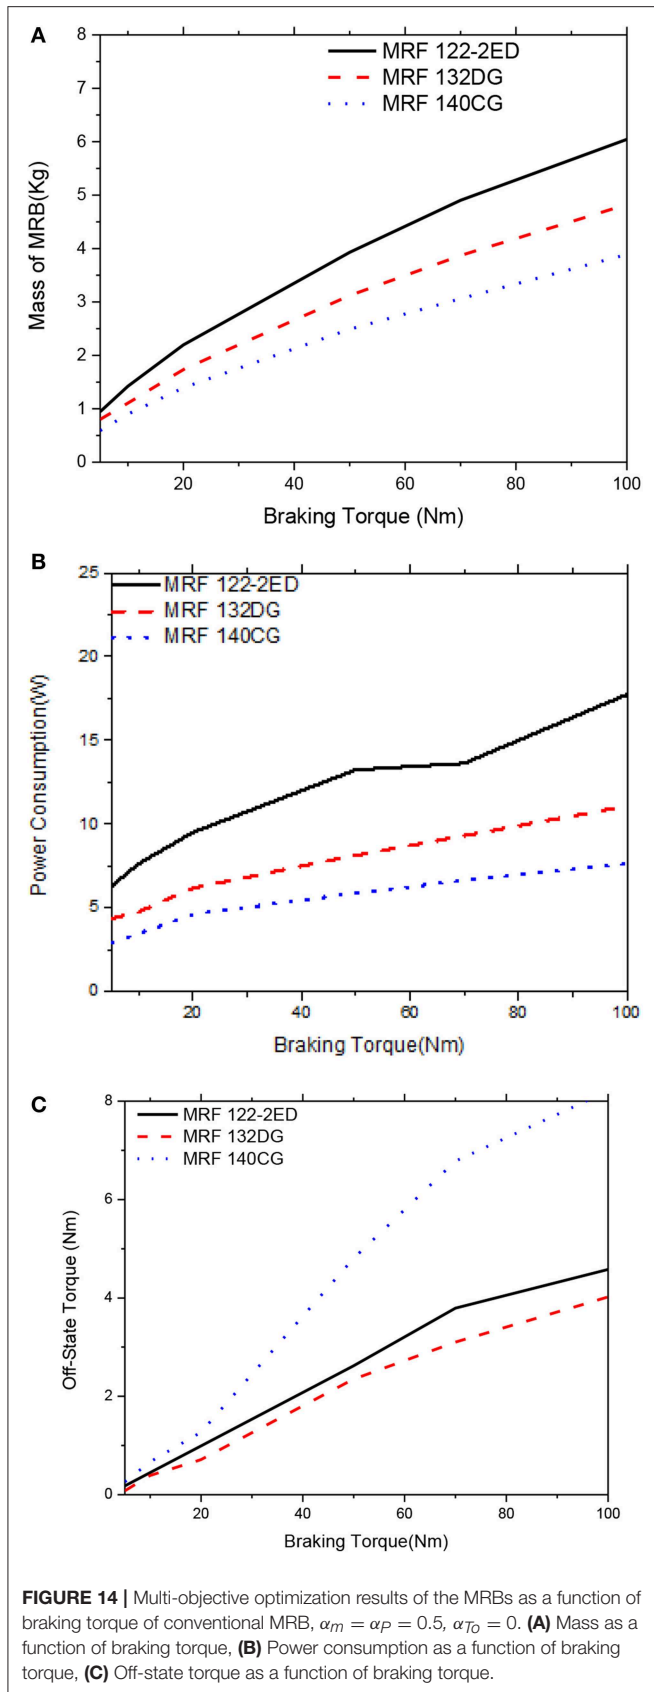 A
8
MRF 122-2ED
7
MRF 132DG
MRF 140CG
6
5
4
3
2
1
0
Mass of MRB(Kg)
20 40 60 80 100
Braking Torque (Nm)
B
25
MRF 122-2ED
MRF 132DG
MRF 140CG
20
15
10
5
0
Power Consumption(W)
20 40 60 80 100
Braking Torque(Nm)
C
8
MRF 122-2ED
MRF 132DG
MRF 140CG
6
4
2
0
Off-State Torque (Nm)
20 40 60 80 100
Braking Torque(Nm)
FIGURE 14 | Multi-objective optimization results of the MRBs as a function of
braking torque of conventional MRB, αm = αP = 0.5, αTo = 0. (A) Mass as a
function of braking torque, (B) Power consumption as a function of braking
torque, (C) Off-state torque as a function of braking torque.